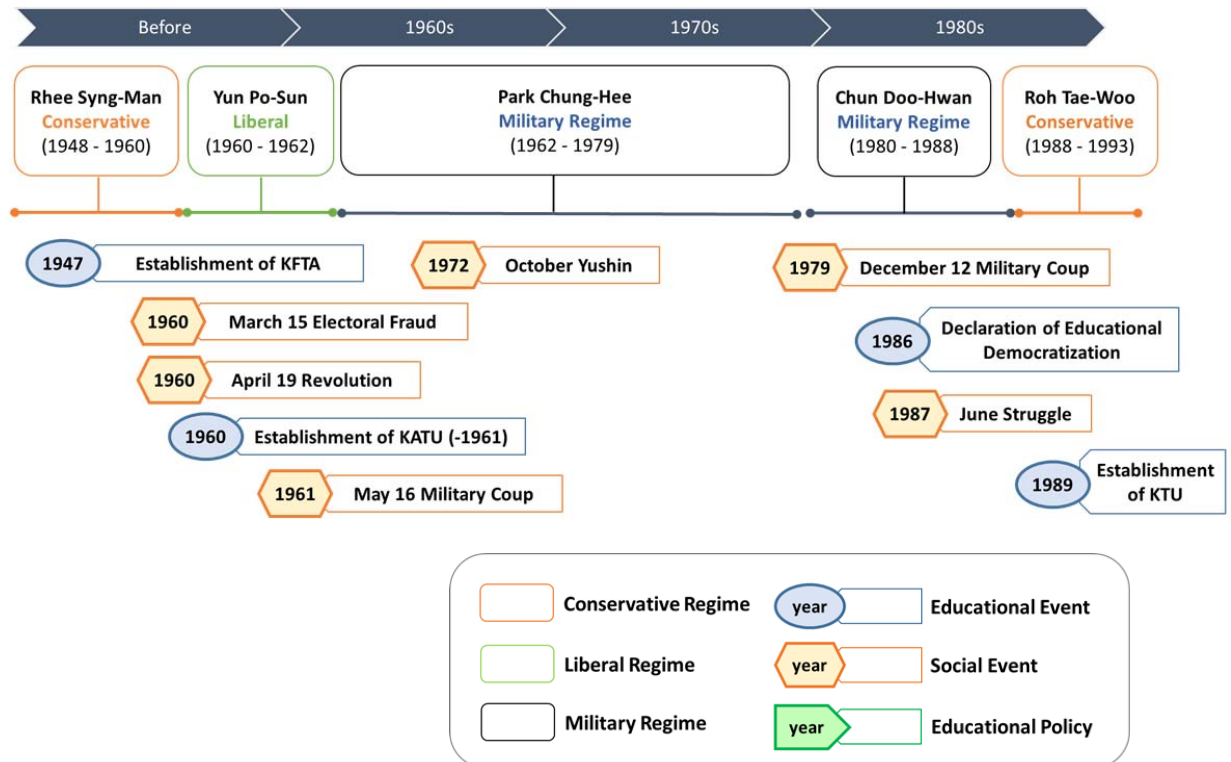 Before
1960s
1970s
1980s
Rhee Syng-Man
Conservative
(1948 - 1960)
Yun Po-Sun
Liberal
(1960 - 1962)
Park Chung-Hee
Military Regime
(1962 - 1979)
Chun Doo-Hwan
Military Regime
(1980 - 1988)
Roh Tae-Woo
Conservative
(1988 - 1993)
1947
Establishment of KFTA
1972
October Yushin
1979
December 12 Military Coup
1960
March 15 Electoral Fraud
1986
Declaration of Educational
Democratization
1960
April 19 Revolution
1987
June Struggle
1960
Establishment of KATU (-1961)
1961
May 16 Military Coup
1989
Establishment
of KTU
Conservative Regime
year
Educational Event
Liberal Regime
year
Social Event
Military Regime
year
Educational Policy